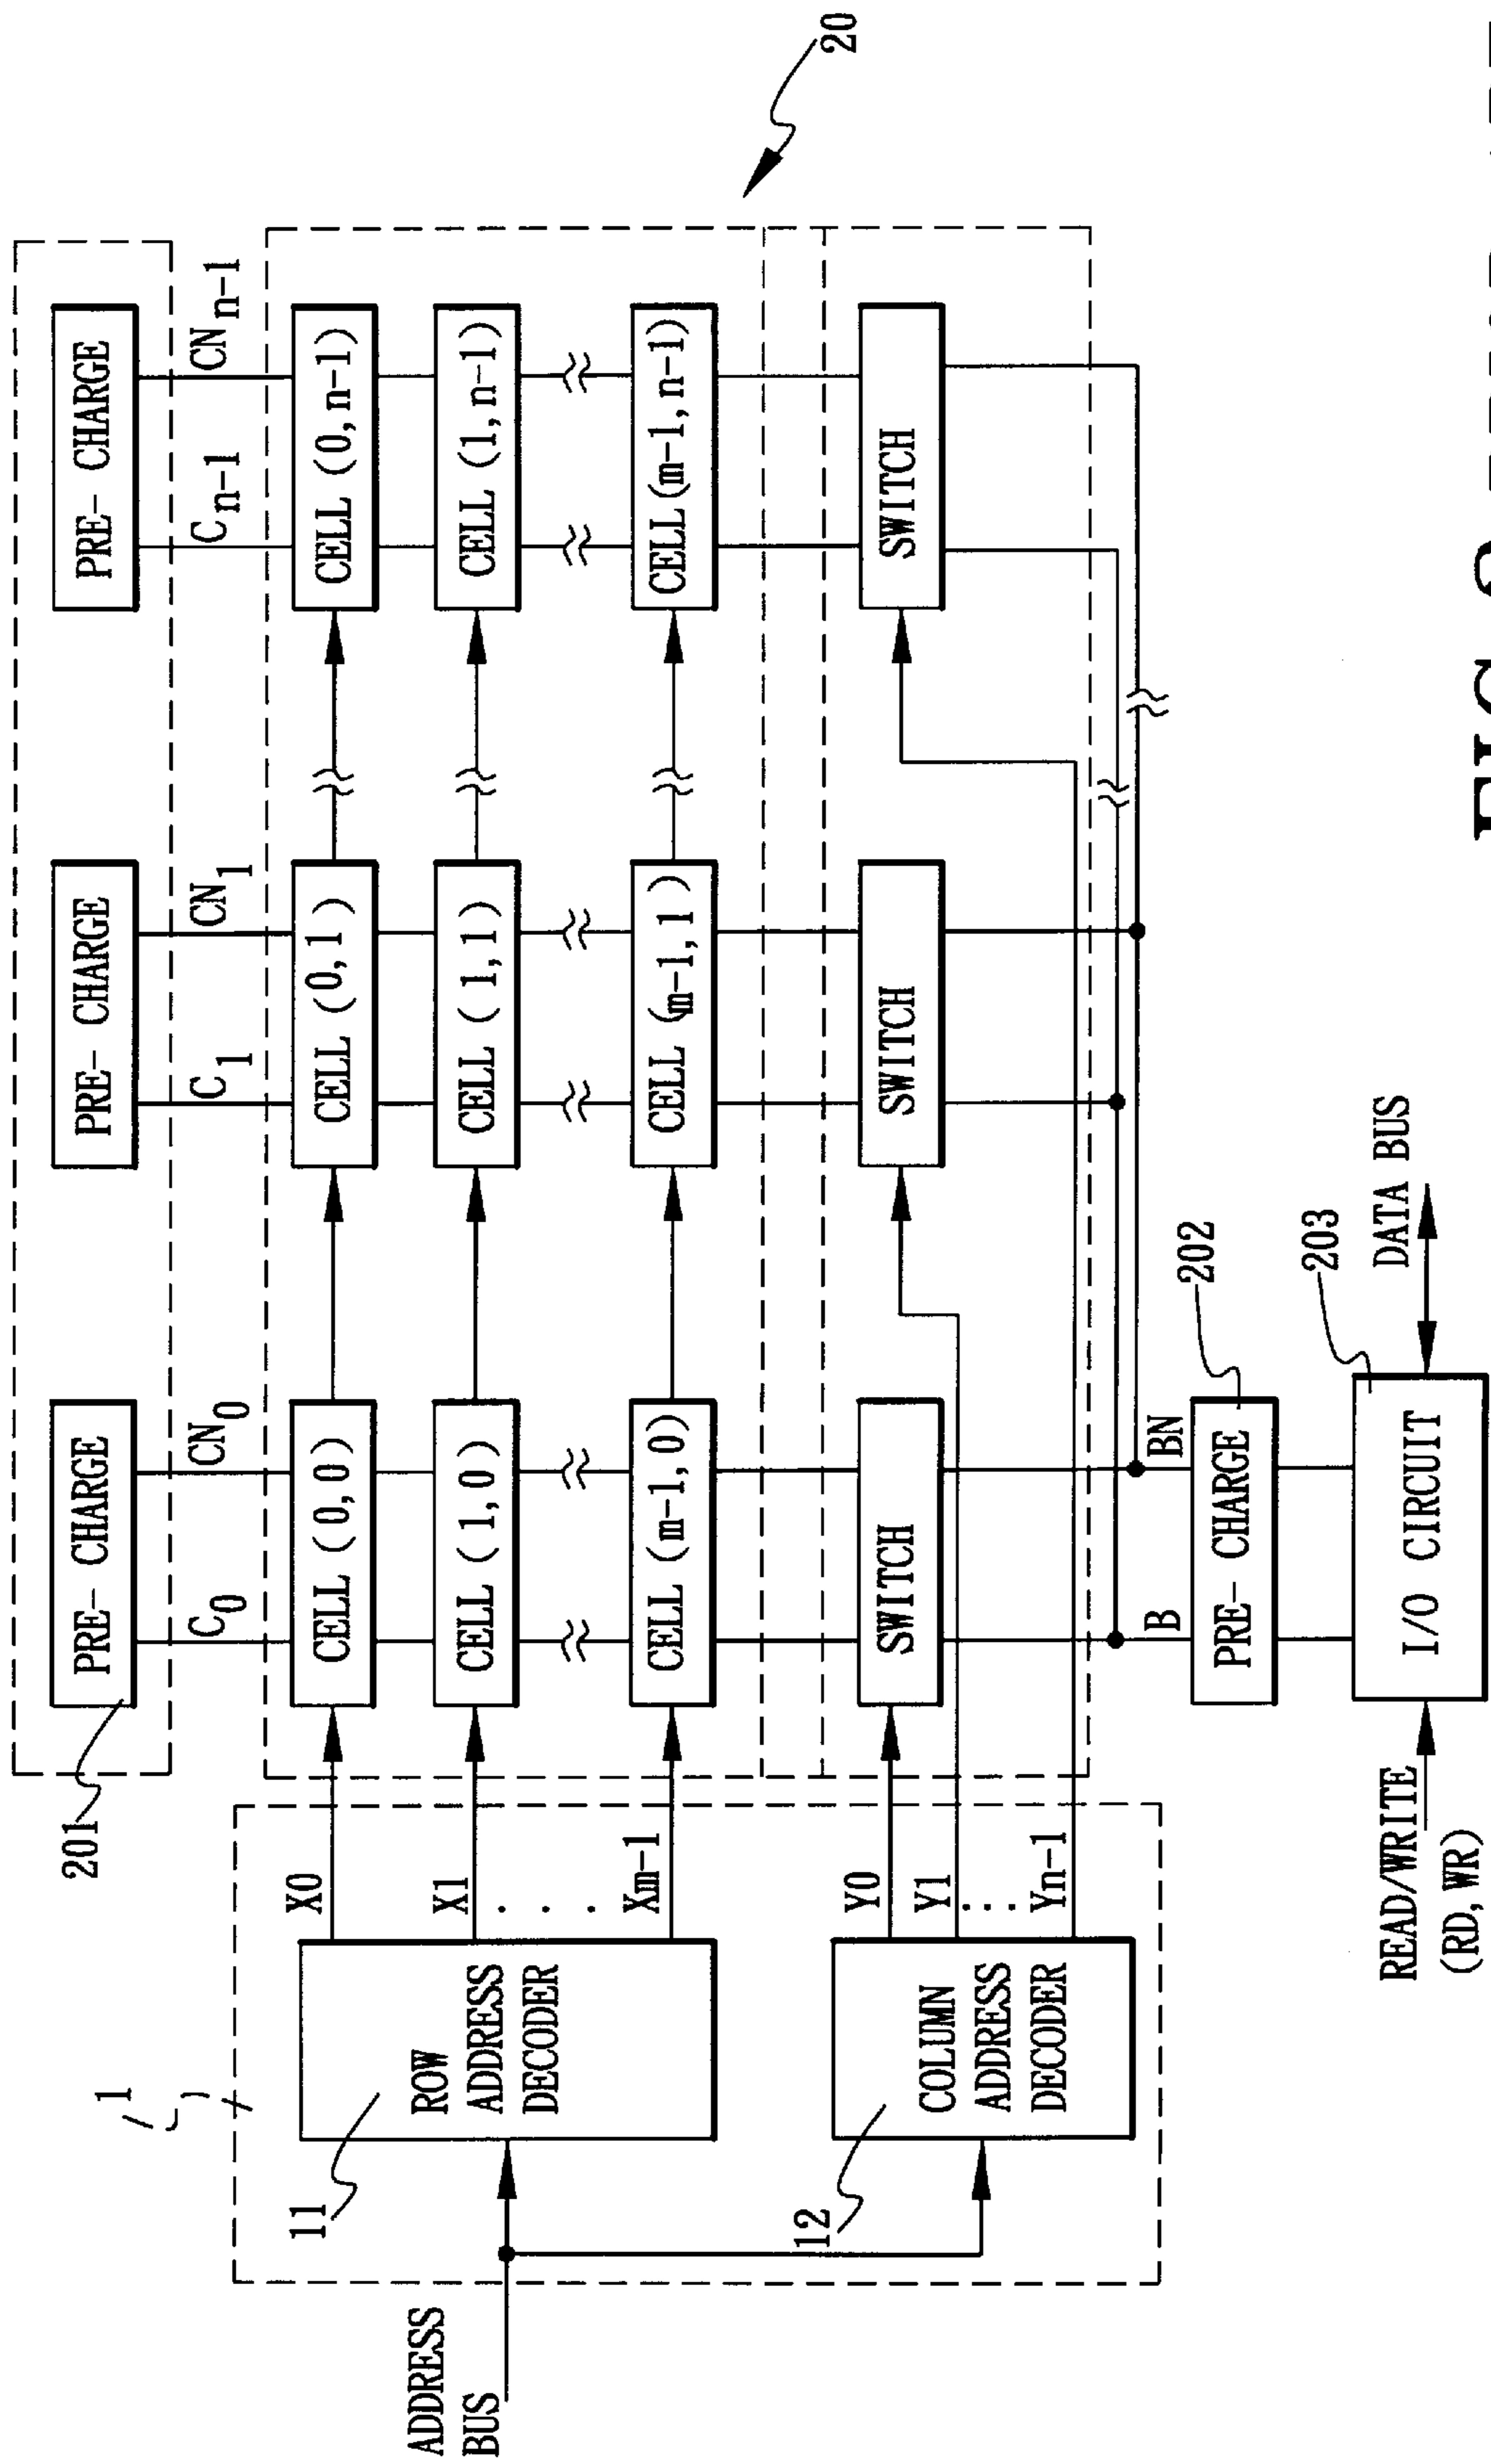 20
PRE- CHARGE
PRE- CHARGE
PRE- CHARGE
201
C0
CN0
C1
CN1
Cn-1
CNn-1
X0
CELL (0,0)
CELL (0,1)
CELL (0,n-1)
X1
CELL (1,0)
CELL (1,1)
CELL (1,n-1)
. . .
Xm-1
CELL (m-1,0)
CELL (m-1,1)
CELL (m-1,n-1)
1
11
ROW
ADDRESS
DECODER
ADDRESS
BUS
12
COLUMN
ADDRESS
DECODER
Y0
Y1
...
Yn-1
SWITCH
SWITCH
SWITCH
B
BN
PRE- CHARGE
202
I/O CIRCUIT
203
DATA BUS
READ/WRITE
(RD, WR)